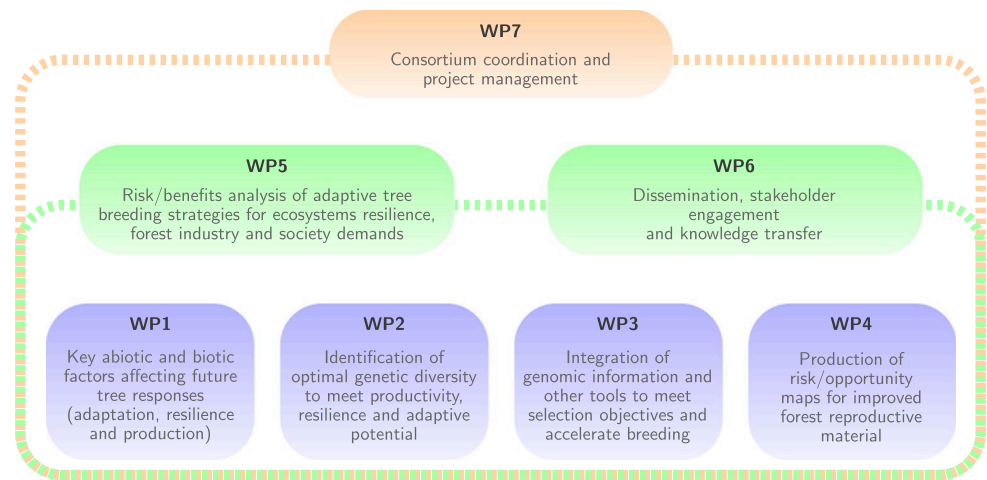 WP7
Consortium coordination and
project management
WP5
Risk/benefits analysis of adaptive tree
breeding strategies for ecosystems resilience,
forest industry and society demands
WP6
Dissemination, stakeholder
engagement
and knowledge transfer
WP1
Key abiotic and biotic
factors affecting future
tree responses
(adaptation, resilience
and production)
WP2
Identification of
optimal genetic diversity
to meet productivity,
resilience and adaptive
potential
WP3
Integration of
genomic information and
other tools to meet
selection objectives and
accelerate breeding
WP4
Production of
risk/opportunity
maps for improved
forest reproductive
material